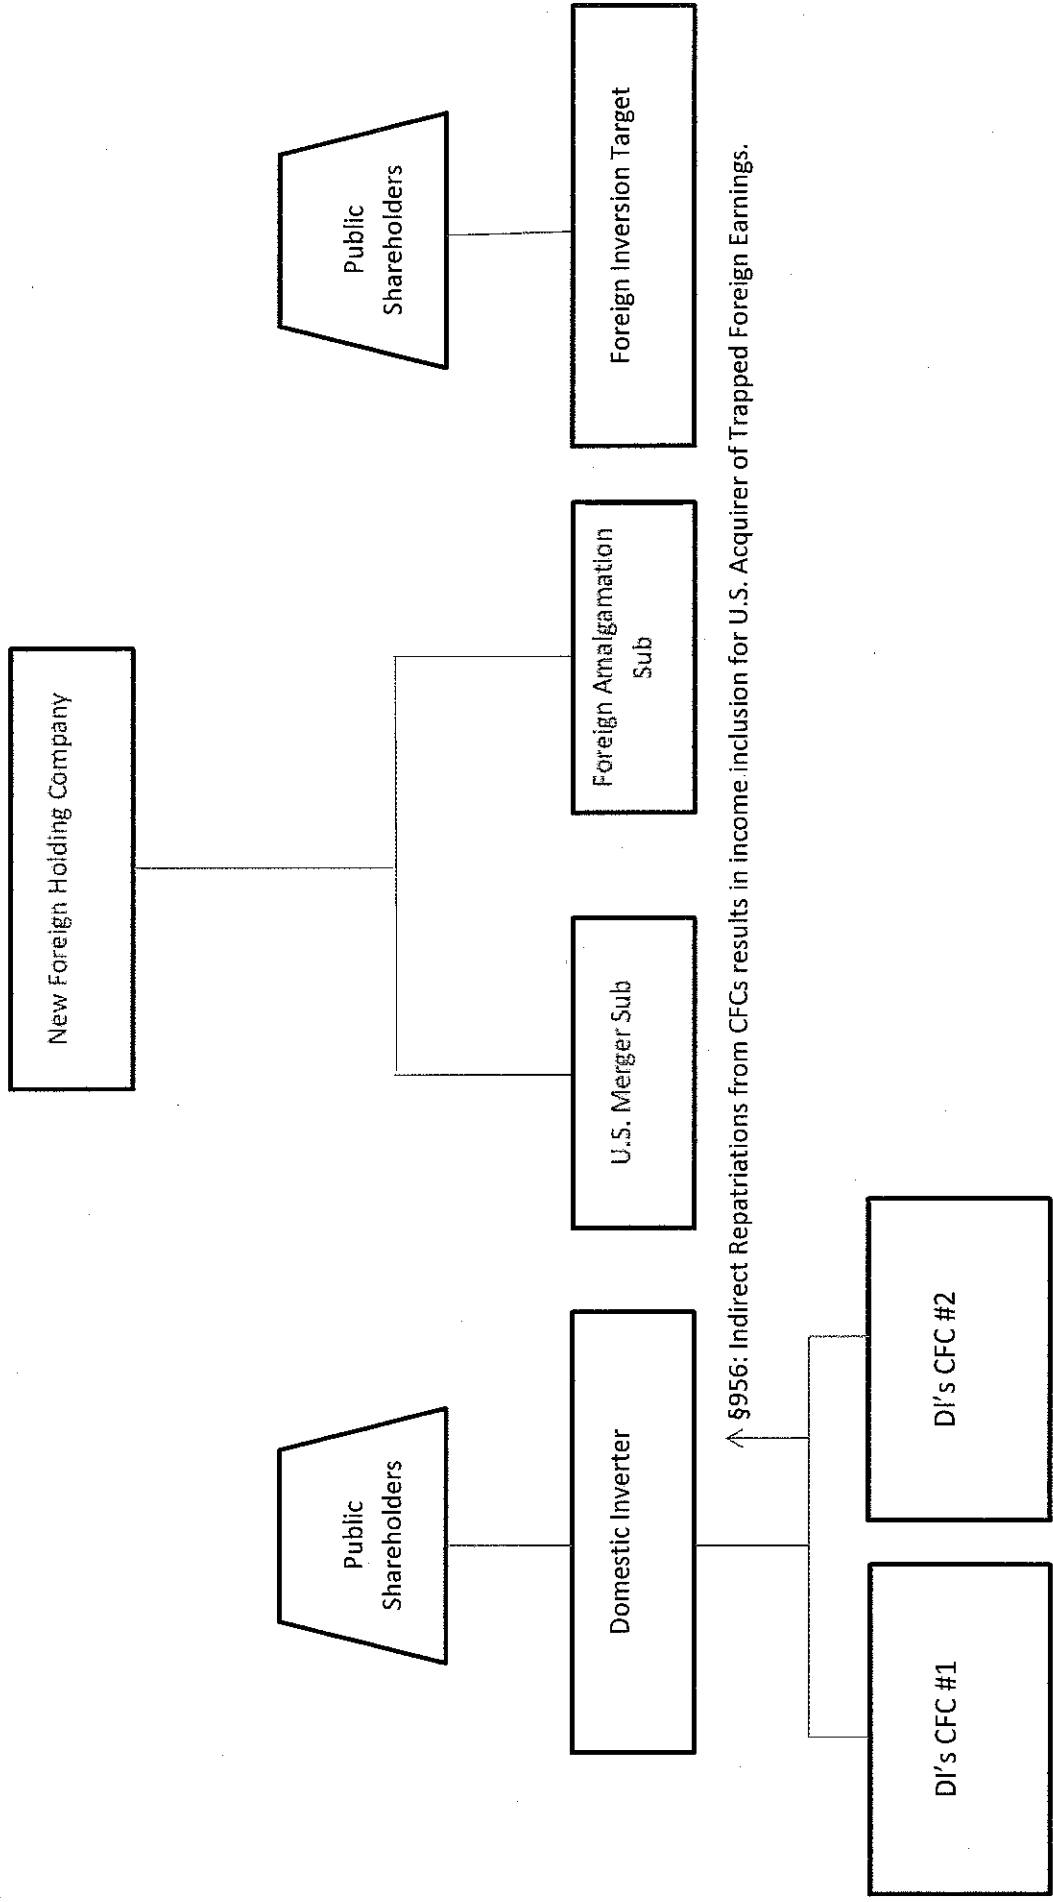 New Foreign Holding Company
Public
Shareholders
Public
Shareholders
Domestic Inverter
U.S. Merger Sub
Foreign Amalgamation
Sub
Foreign Inversion Target
§956: Indirect Repatriations from CFCs results in income inclusion for U.S. Acquirer of Trapped Foreign Earnings.
DI's CFC #1
DI's CFC #2